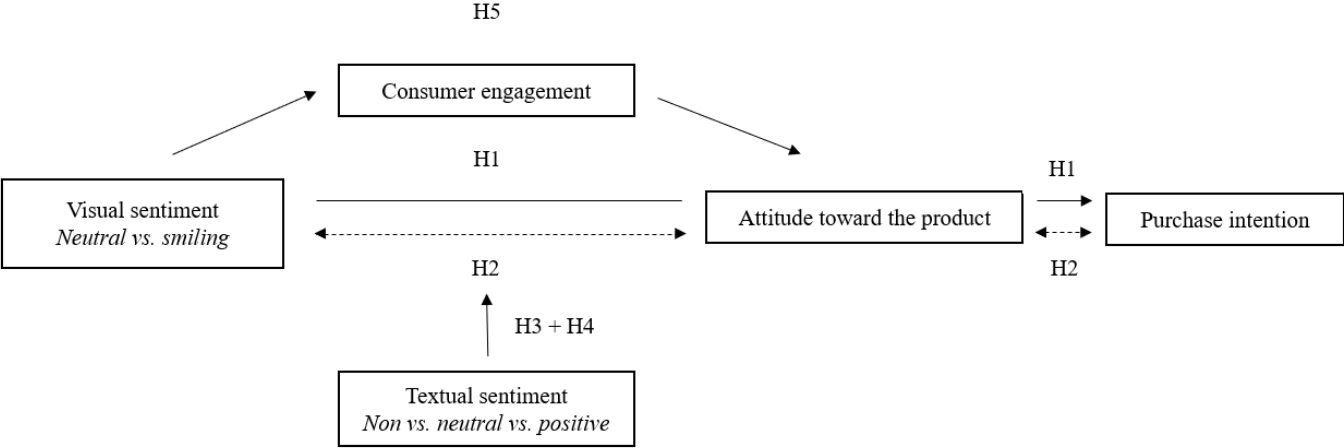 H5
Consumer engagement
H1
H1
Visual sentiment
Neutral vs. smiling
Attitude toward the product
Purchase intention
H2
H2
H3 + H4
Textual sentiment
Non vs. neutral vs. positive